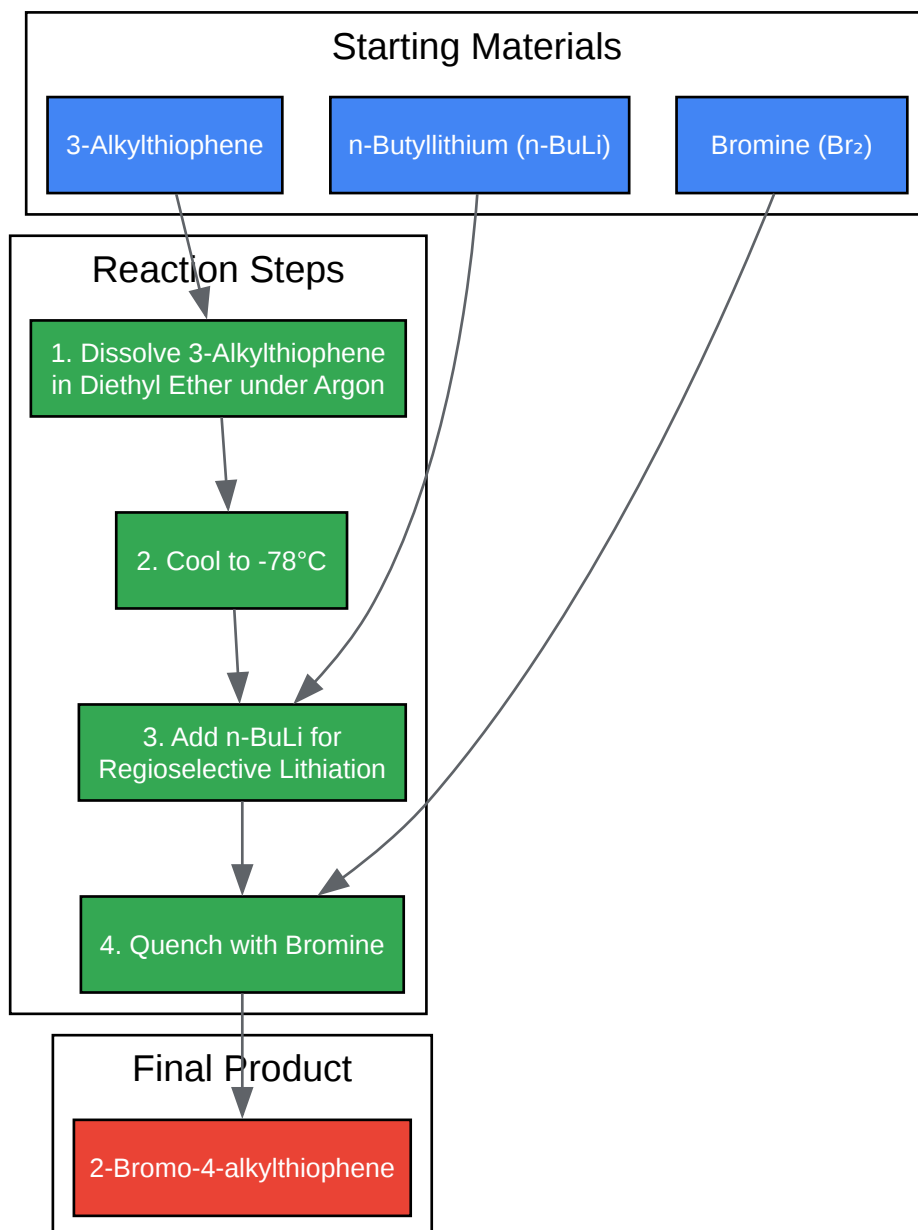 Starting Materials
3-Alkylthiophene
n-Butyllithium (n-BuLi)
Bromine (Br₂)
Reaction Steps
1. Dissolve 3-Alkylthiophene
in Diethyl Ether under Argon
2. Cool to -78°C
3. Add n-BuLi for
Regioselective Lithiation
4. Quench with Bromine
Final Product
2-Bromo-4-alkylthiophene